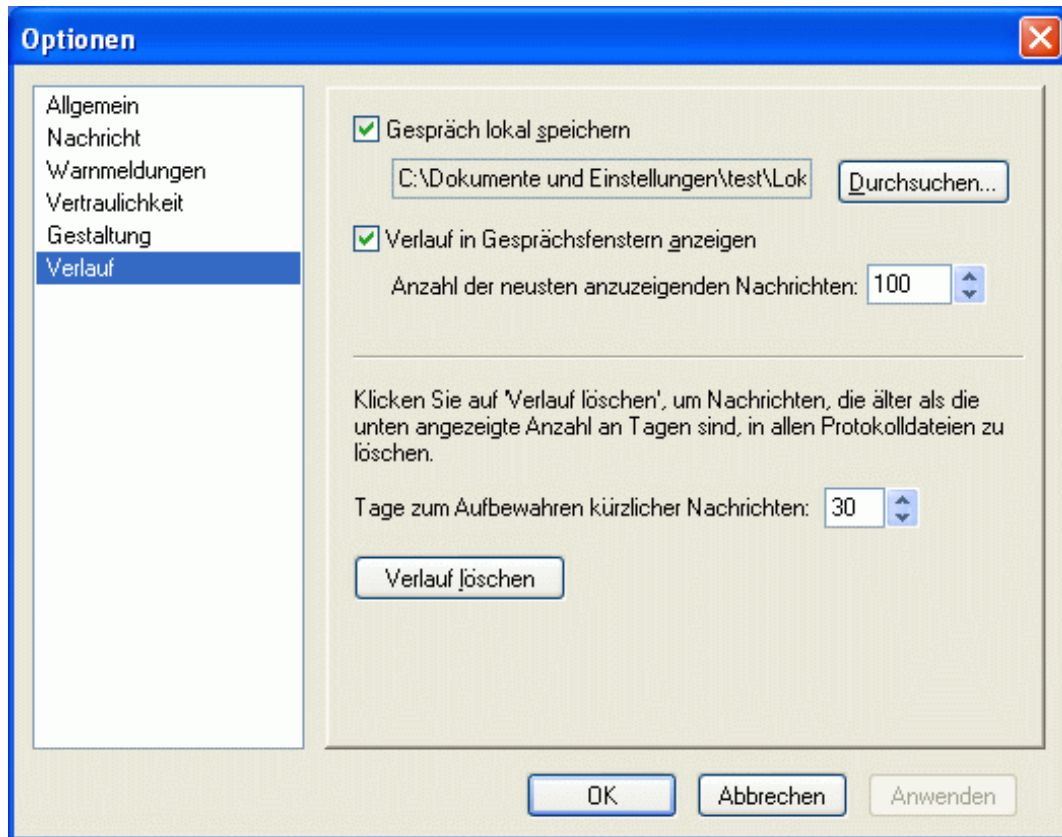 Optionen
Allgemein
Nachricht
Warnmeldungen
Vertraulichkeit
Gestaltung
Verlauf
Gespräch lokal speichern
C:\Dokumente und Einstellungen\test\Lok
Durchsuchen...
Verlauf in Gesprächsfenstern anzeigen
Anzahl der neusten anzuzeigenden Nachrichten: 100
Klicken Sie auf 'Verlauf löschen', um Nachrichten, die älter als die
unten angezeigte Anzahl an Tagen sind, in allen Protokolldateien zu
löschen.
Tage zum Aufbewahren kürzlicher Nachrichten: 30
Verlauf löschen
OK
Abbrechen
Anwenden